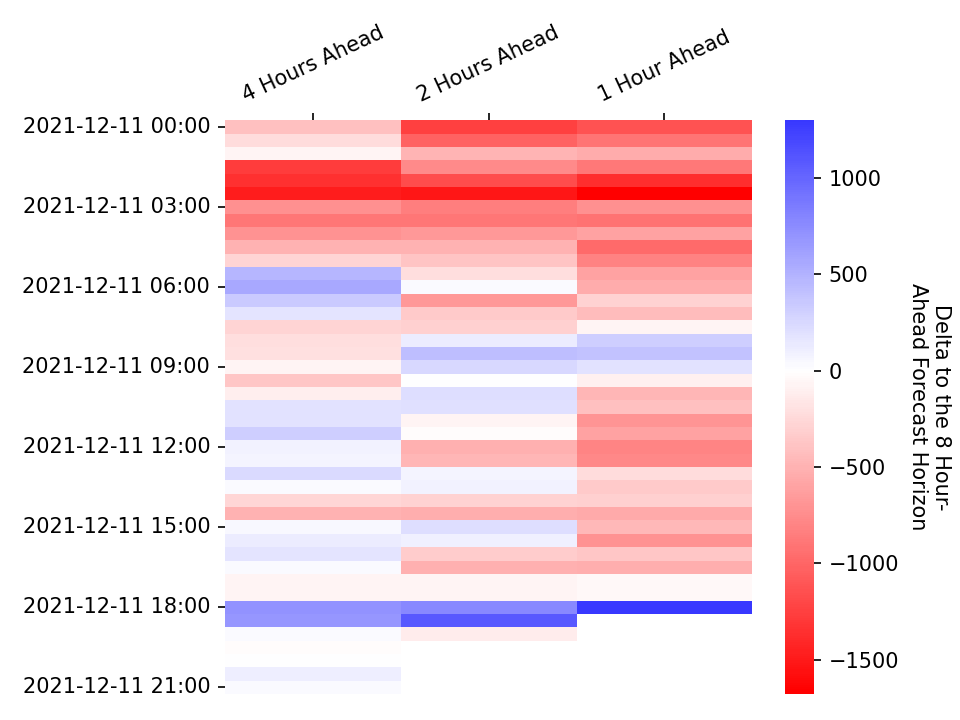 4 Hours Ahead
2 Hours Ahead
1 Hour Ahead
2021-12-11 00:00
2021-12-11 03:00
2021-12-11 06:00
2021-12-11 09:00
2021-12-11 12:00
2021-12-11 15:00
2021-12-11 18:00
2021-12-11 21:00
1000
500
0
−500
−1000
−1500
Delta to the 8 Hour-
Ahead Forecast Horizon